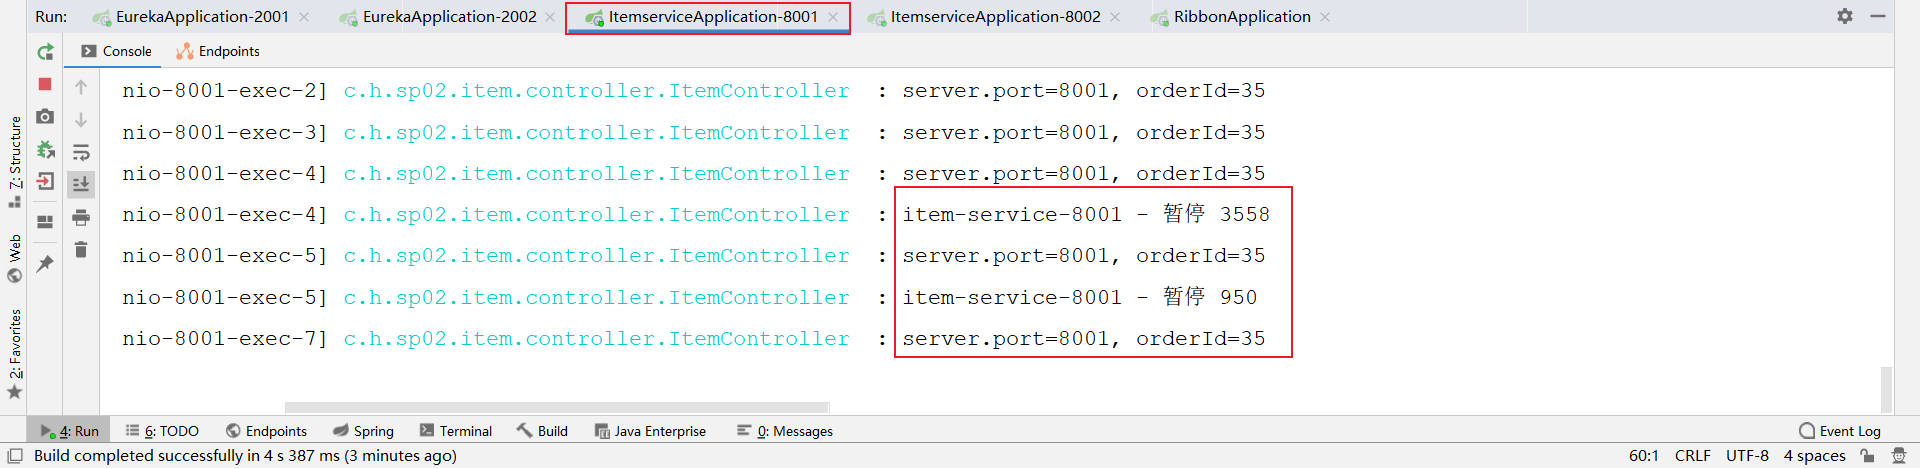 Run: EurekaApplication-2001 EurekaApplication-2002 ItemserviceApplication-8001 ItemserviceApplication-8002 RibbonApplication
Console Endpoints
nio-8001-exec-2] c.h.sp02.item.controller.ItemController : server.port=8001, orderId=35
nio-8001-exec-3] c.h.sp02.item.controller.ItemController : server.port=8001, orderId=35
nio-8001-exec-4] c.h.sp02.item.controller.ItemController : server.port=8001, orderId=35
nio-8001-exec-4] c.h.sp02.item.controller.ItemController : item-service-8001 - 暂停 3558
nio-8001-exec-5] c.h.sp02.item.controller.ItemController : server.port=8001, orderId=35
nio-8001-exec-5] c.h.sp02.item.controller.ItemController : item-service-8001 - 暂停 950
nio-8001-exec-7] c.h.sp02.item.controller.ItemController : server.port=8001, orderId=35
7: Structure
Web
2: Favorites
4: Run 6: TODO Endpoints Spring Terminal Build Java Enterprise 0: Messages Event Log
Build completed successfully in 4 s 387 ms (3 minutes ago) 60:1 CRLF UTF-8 4 spaces